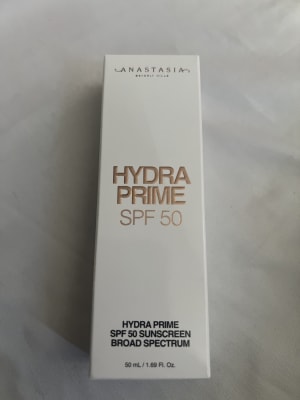 ANASTASIA
BEVERLY HILLS
HYDRA
PRIME
SPF 50
HYDRA PRIME
SPF 50 SUNSCREEN
BROAD SPECTRUM
50 mL / 1.69 Fl. Oz.